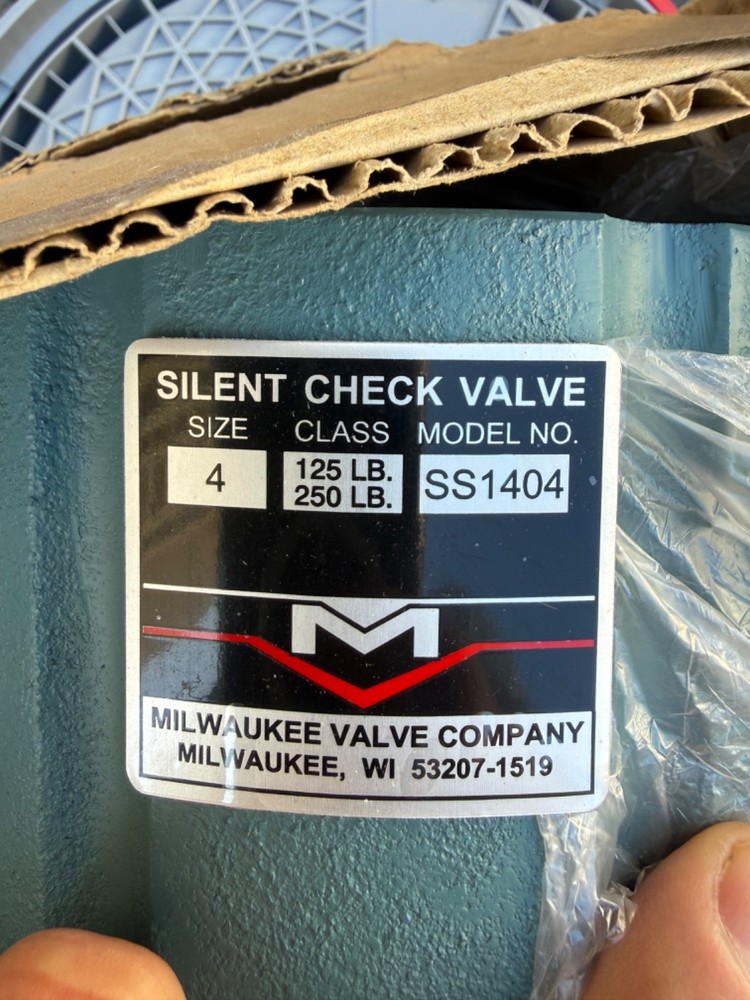 SILENT CHECK VALVE
SIZE CLASS MODEL NO.
4 125 LB. 250 LB. SS1404
M
MILWAUKEE VALVE COMPANY
MILWAUKEE, WI 53207-1519